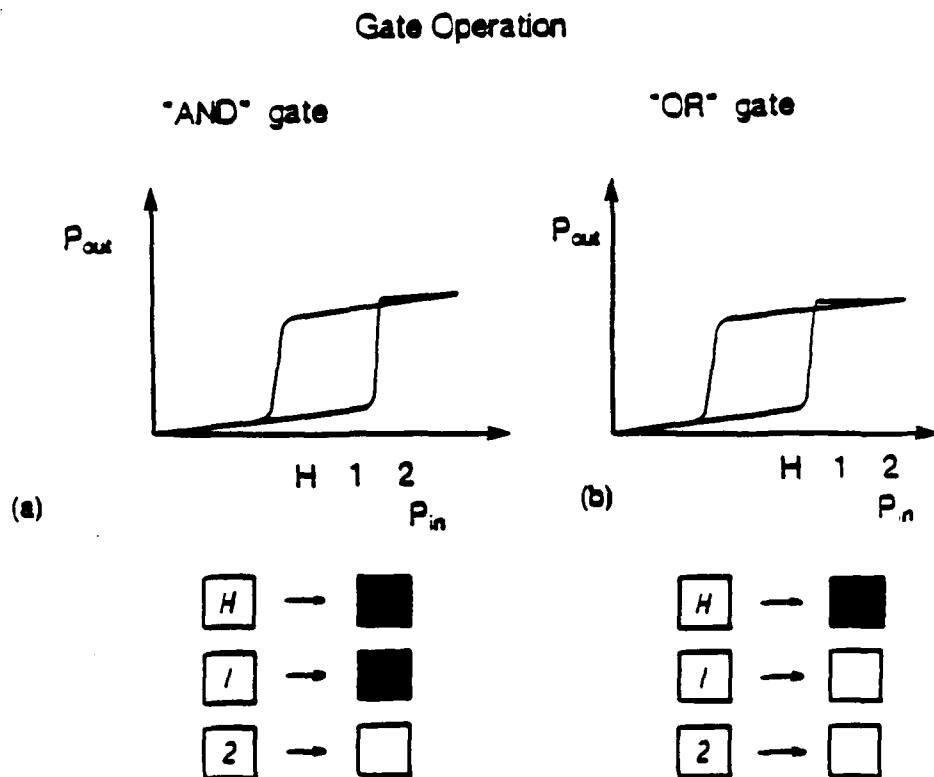 Gate Operation
"AND" gate
"OR" gate
Pout
Pout
H 1 2
H 1 2
(a)
Pin
(b)
Pin
H
H
1
1
2
2